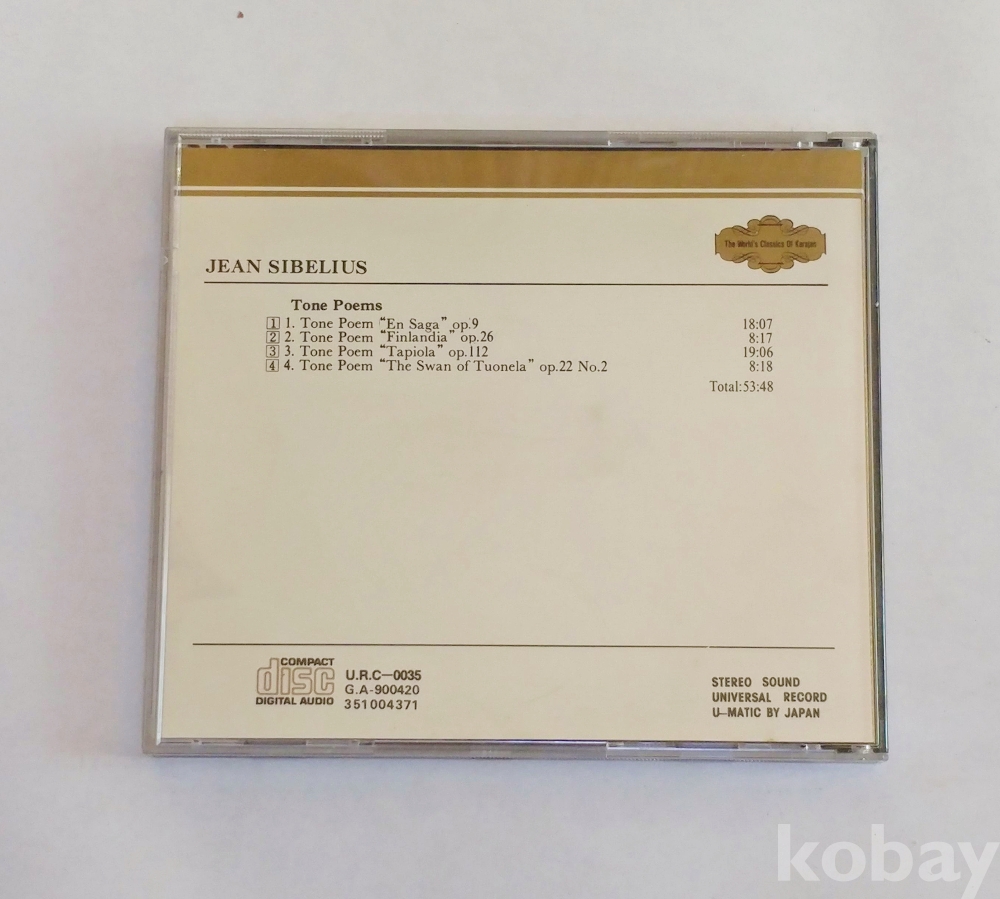 The World's Classics Of Karajan
JEAN SIBELIUS
Tone Poems
1 1. Tone Poem "En Saga" op.9 18:07
2 2. Tone Poem "Finlandia" op.26 8:17
3 3. Tone Poem "Tapiola" op.112 19:06
4 4. Tone Poem "The Swan of Tuonela" op.22 No.2 8:18
Total:53:48
COMPACT
disc
DIGITAL AUDIO
U.R.C-0035
G.A-900420
351004371
STEREO SOUND
UNIVERSAL RECORD
U-MATIC BY JAPAN
kobay